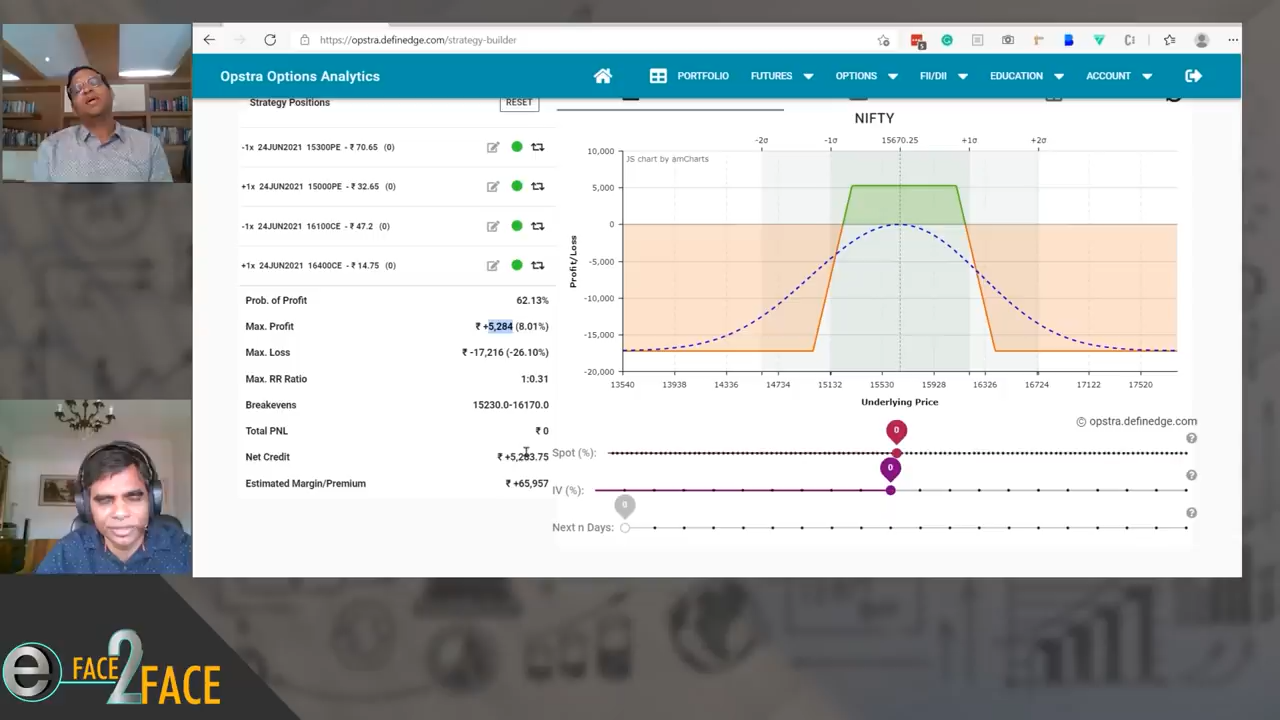 https://opstra.definedge.com/strategy-builder
Opstra Options Analytics
PORTFOLIO FUTURES OPTIONS FII/DII EDUCATION ACCOUNT
Strategy Positions RESET
-1x 24JUN2021 15300PE - ₹ 70.65 (0)
+1x 24JUN2021 15000PE - ₹ 32.65 (0)
-1x 24JUN2021 16100CE - ₹ 47.2 (0)
+1x 24JUN2021 16400CE - ₹ 14.75 (0)
Prob. of Profit 62.13%
Max. Profit ₹ +5,284 (8.01%)
Max. Loss ₹ -17,216 (-26.10%)
Max. RR Ratio 1:0.31
Breakevens 15230.0-16170.0
Total PNL ₹ 0
Net Credit ₹ +5,283.75
Estimated Margin/Premium ₹ +65,957
NIFTY
-2σ -1σ 15670.25 +1σ +2σ
JS chart by amCharts
10,000
5,000
0
-5,000
-10,000
-15,000
-20,000
Profit/Loss
13540 13938 14336 14734 15132 15530 15928 16326 16724 17122 17520
Underlying Price
© opstra.definedge.com
0
Spot (%): ?
0
IV (%): ?
0
Next n Days: ?
e FACE 2 FACE